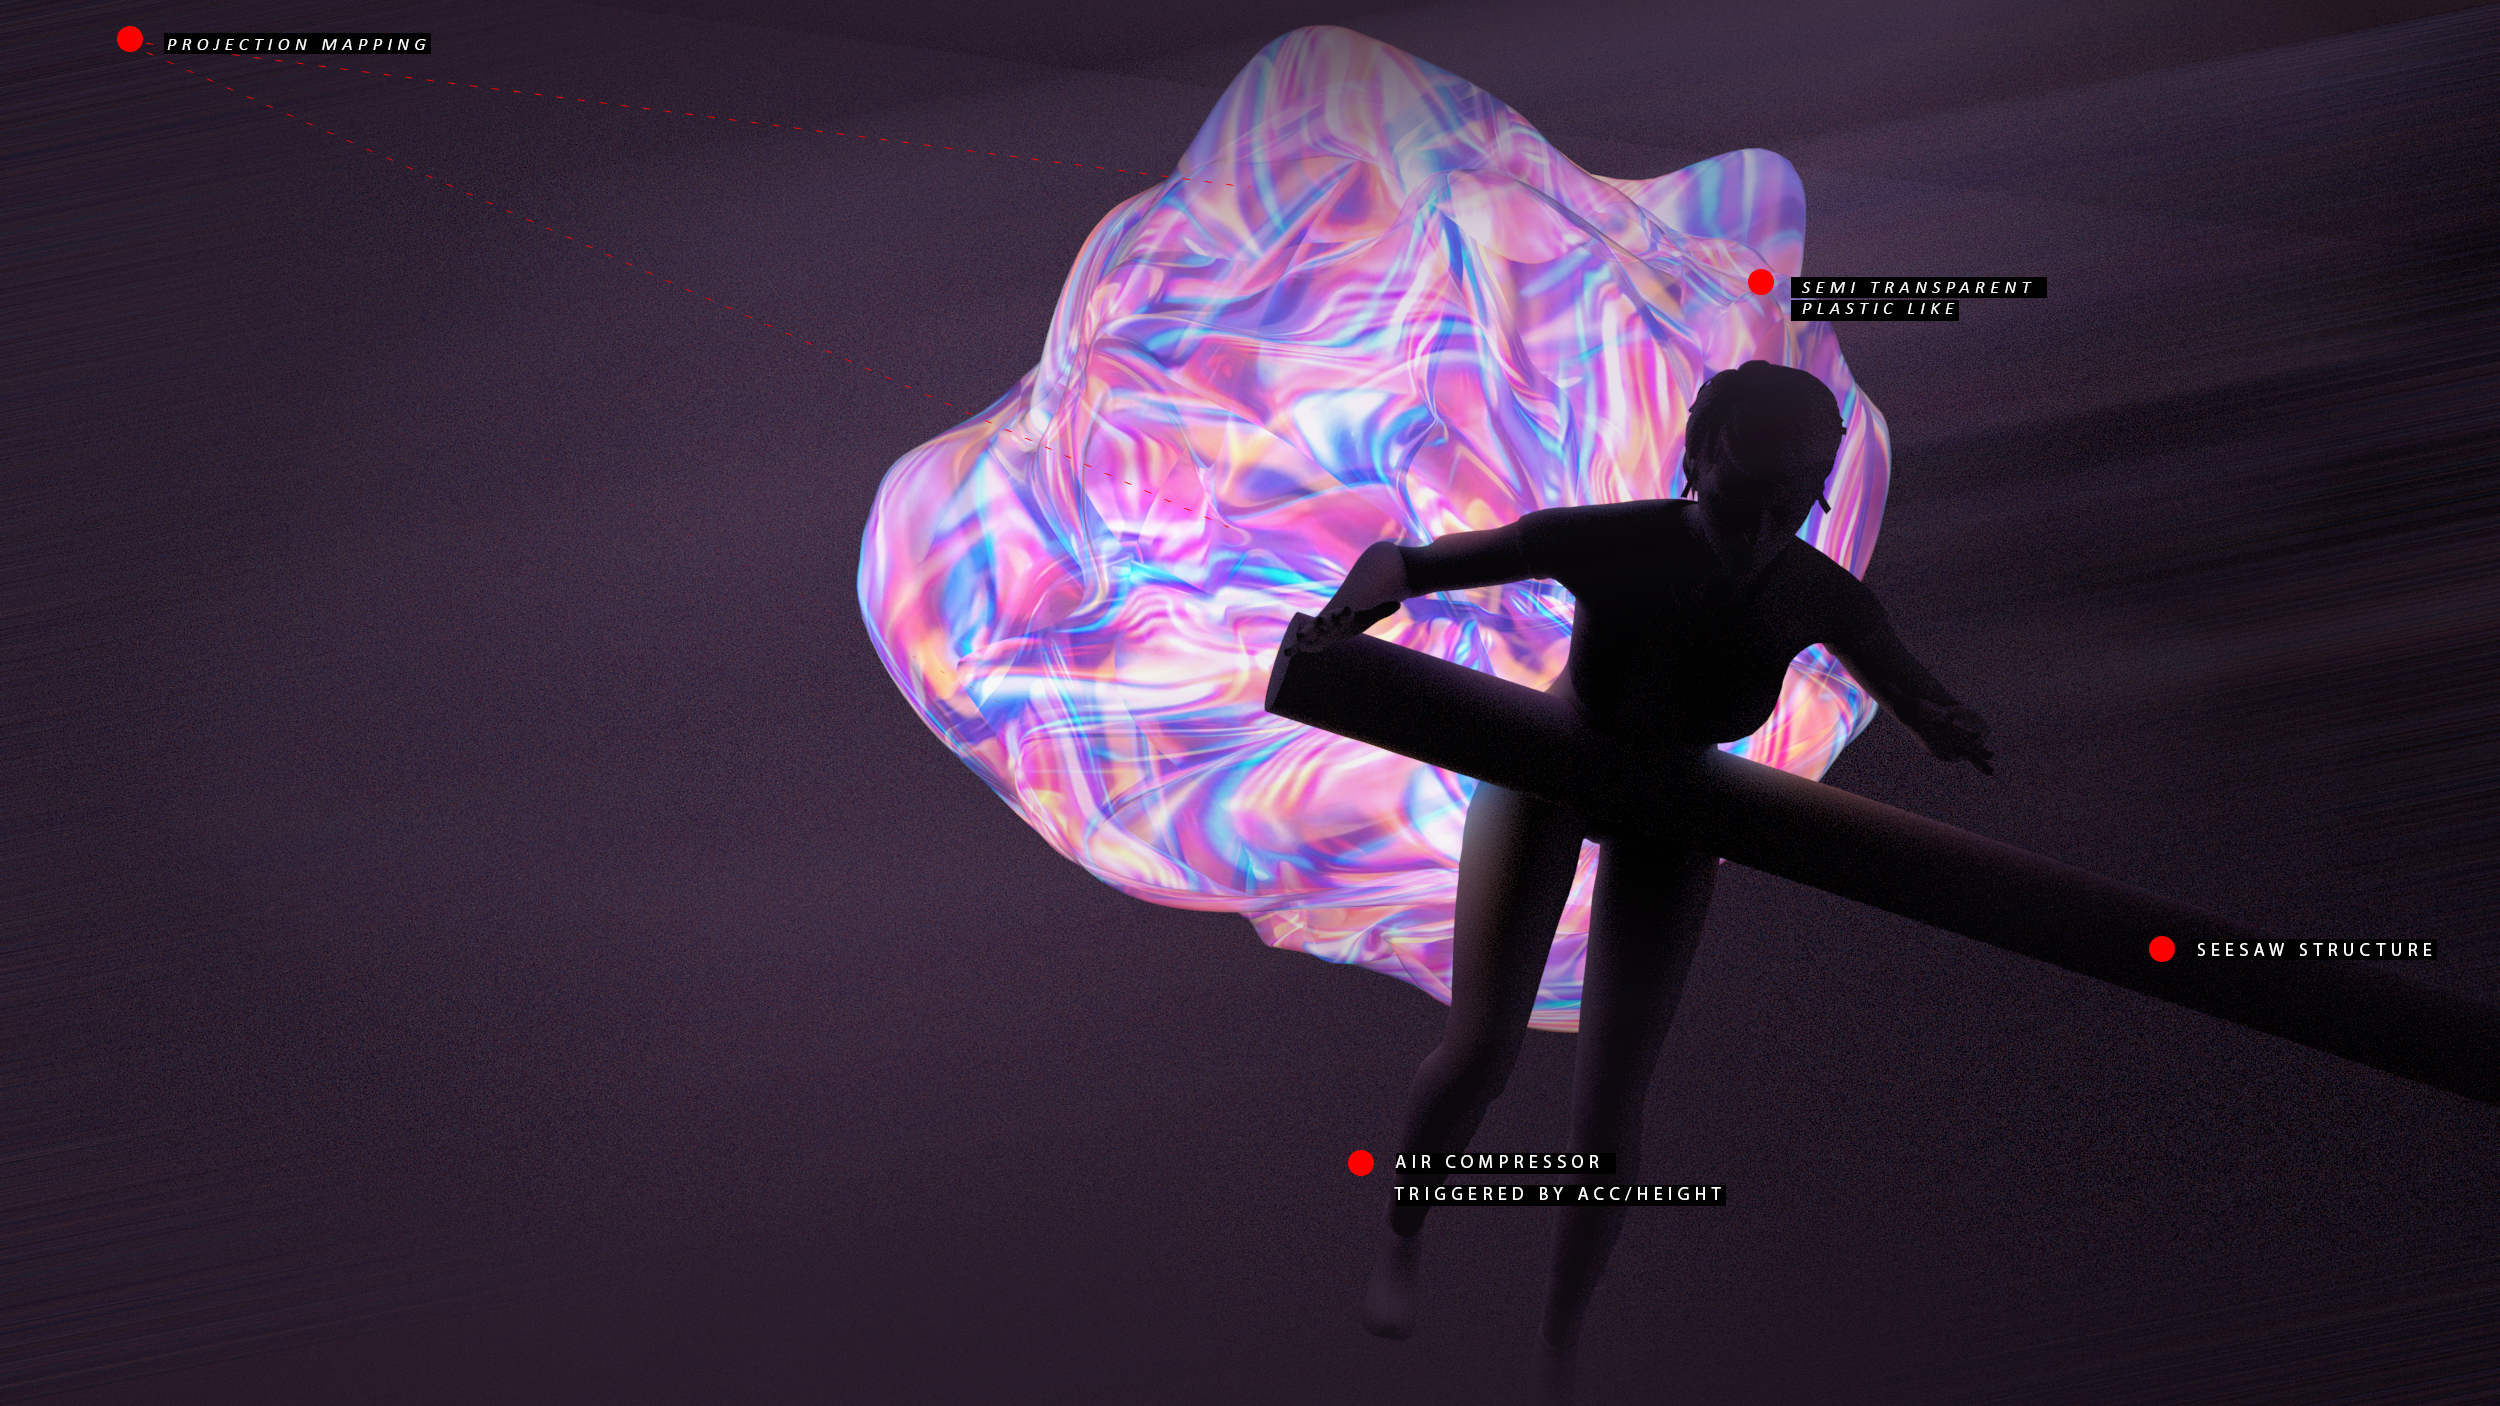 PROJECTION MAPPING
SEMI TRANSPARENT
PLASTIC LIKE
SEESAW STRUCTURE
AIR COMPRESSOR
TRIGGERED BY ACC/HEIGHT